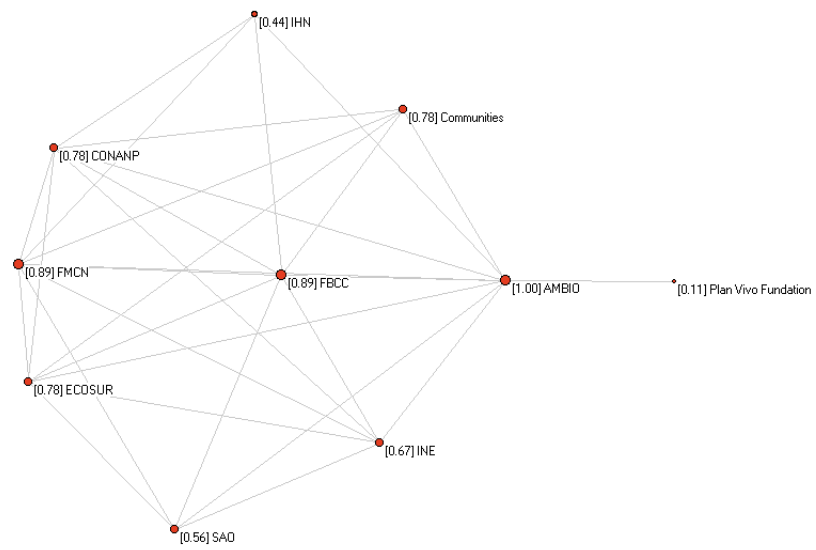 [0.44] IHN
[0.78] Communities
[0.78] CONANP
[0.89] FMCN
[0.89] FBCC
[1.00] AMBIO
[0.11] Plan Vivo Fundation
[0.78] ECOSUR
[0.67] INE
[0.56] SAO